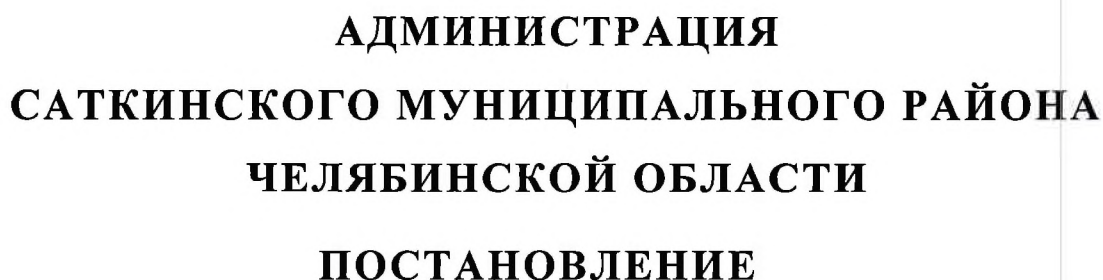 АДМИНИСТРАЦИЯ
САТКИНСКОГО МУНИЦИПАЛЬНОГО РАЙОНА
ЧЕЛЯБИНСКОЙ ОБЛАСТИ
ПОСТАНОВЛЕНИЕ